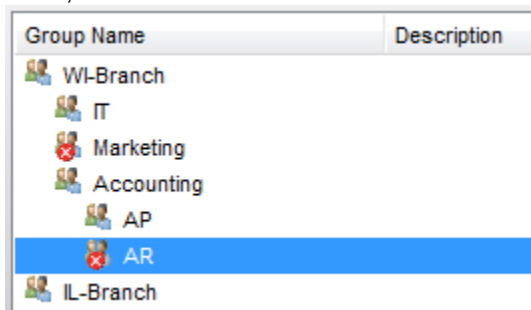 Group Name Description
WI-Branch
IT
Marketing
Accounting
AP
AR
IL-Branch